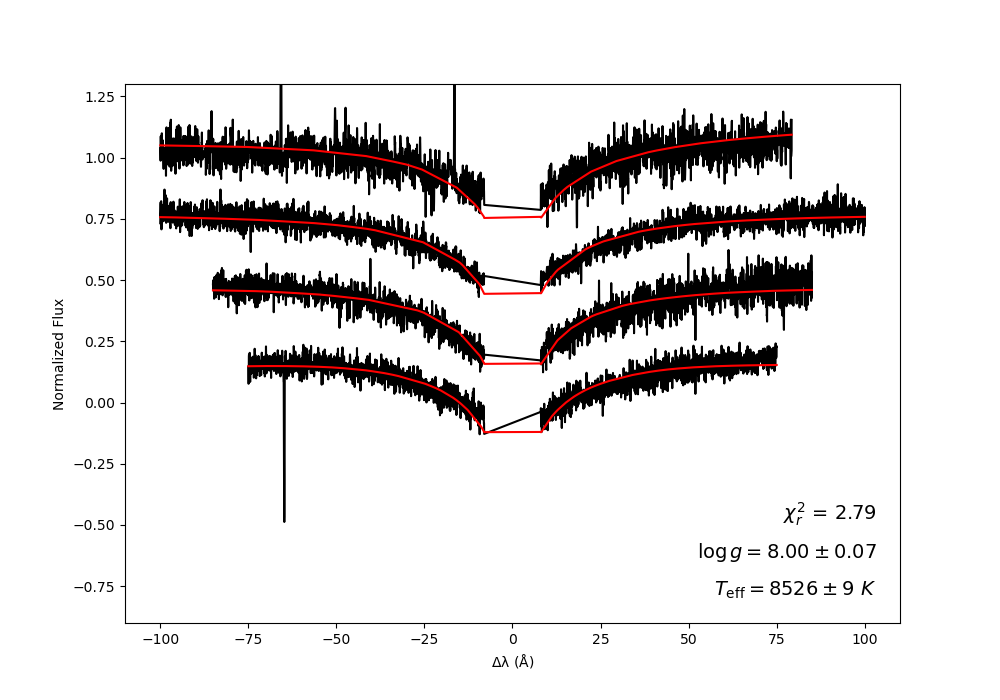 1.25
1.00
0.75
0.50
0.25
0.00
−0.25
−0.50
−0.75
Normalized Flux
χ²ᵣ = 2.79
log g = 8.00 ± 0.07
T_eff = 8526 ± 9 K
−100 −75 −50 −25 0 25 50 75 100
Δλ (Å)